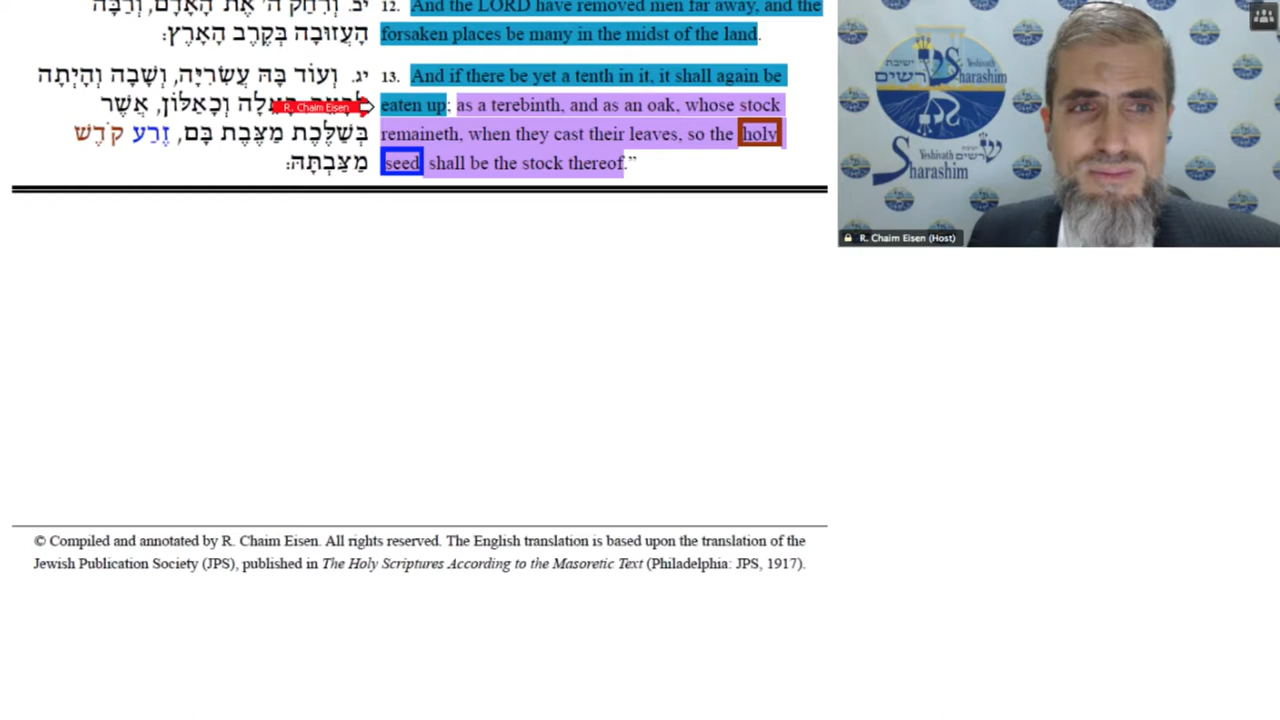 יב. וְרִחַק ה' אֶת הָאָדָם, וְרַבָּה
הָעֲזוּבָה בְּקֶרֶב הָאָרֶץ:
12. And the LORD have removed men far away, and the
forsaken places be many in the midst of the land.
יג. וְעוֹד בָּהּ עֲשִׂרִיָּה, וְשָׁבָה וְהָיְתָה
וְכָאַלּוֹן, אֲשֶׁר
בְּשַׁלֶּכֶת מַצֶּבֶת בָּם, זֶרַע קֹדֶשׁ
מַצַּבְתָּהּ:
13. And if there be yet a tenth in it, it shall again be
eaten up; as a terebinth, and as an oak, whose stock
remaineth, when they cast their leaves, so the holy
seed shall be the stock thereof.”
R. Chaim Eisen
© Compiled and annotated by R. Chaim Eisen. All rights reserved. The English translation is based upon the translation of the
Jewish Publication Society (JPS), published in The Holy Scriptures According to the Masoretic Text (Philadelphia: JPS, 1917).
ישיבת
שרשים
Yeshivath
Sharashim
ישיבת
Yeshivath שרשים
Sharashim
R. Chaim Eisen (Host)